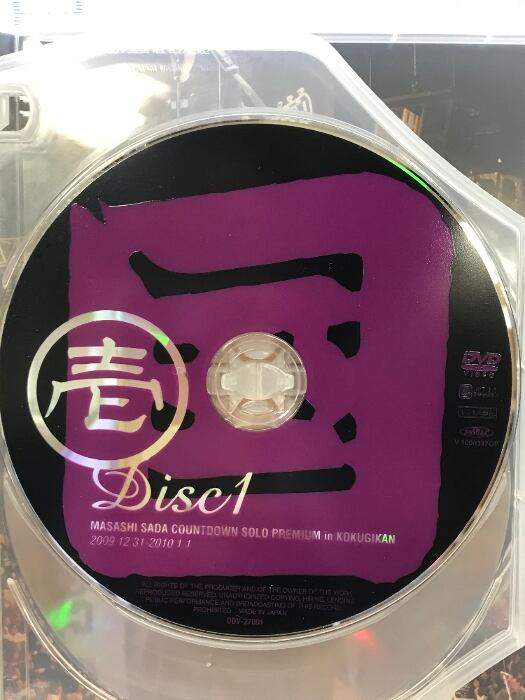 国
壱
DVD
VIDEO
Disc1
MASASHI SADA COUNTDOWN SOLO PREMIUM in KOKUGIKAN
2009 12.31-2010 1.1
ALL RIGHTS OF THE PRODUCER AND OF THE OWNER OF THE WORK
REPRODUCED RESERVED. UNAUTHORIZED COPYING, HIRING, LENDING,
PUBLIC PERFORMANCE AND BROADCASTING OF THIS RECORD
PROHIBITED. MADE IN JAPAN